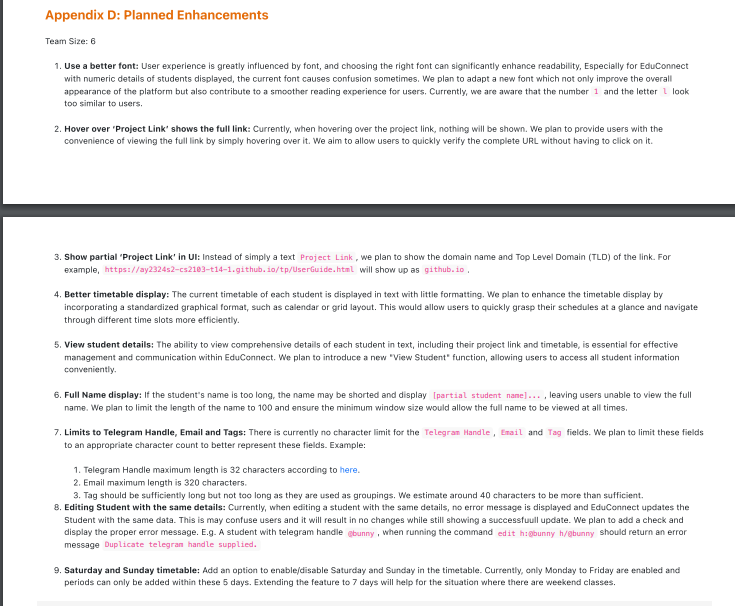 Appendix D: Planned Enhancements
Team Size: 6
1. Use a better font: User experience is greatly influenced by font, and choosing the right font can significantly enhance readability, Especially for EduConnect
with numeric details of students displayed, the current font causes confusion sometimes. We plan to adapt a new font which not only improve the overall
appearance of the platform but also contribute to a smoother reading experience for users. Currently, we are aware that the number 1 and the letter l look
too similar to users.
2. Hover over ‘Project Link’ shows the full link: Currently, when hovering over the project link, nothing will be shown. We plan to provide users with the
convenience of viewing the full link by simply hovering over it. We aim to allow users to quickly verify the complete URL without having to click on it.
3. Show partial ‘Project Link’ in UI: Instead of simply a text Project Link , we plan to show the domain name and Top Level Domain (TLD) of the link. For
example, https://ay2324s2-cs2103-t14-1.github.io/tp/UserGuide.html will show up as github.io .
4. Better timetable display: The current timetable of each student is displayed in text with little formatting. We plan to enhance the timetable display by
incorporating a standardized graphical format, such as calendar or grid layout. This would allow users to quickly grasp their schedules at a glance and navigate
through different time slots more efficiently.
5. View student details: The ability to view comprehensive details of each student in text, including their project link and timetable, is essential for effective
management and communication within EduConnect. We plan to introduce a new "View Student" function, allowing users to access all student information
conveniently.
6. Full Name display: If the student's name is too long, the name may be shorted and display [partial student name]... , leaving users unable to view the full
name. We plan to limit the length of the name to 100 and ensure the minimum window size would allow the full name to be viewed at all times.
7. Limits to Telegram Handle, Email and Tags: There is currently no character limit for the Telegram Handle , Email and Tag fields. We plan to limit these fields
to an appropriate character count to better represent these fields. Example:
1. Telegram Handle maximum length is 32 characters according to here.
2. Email maximum length is 320 characters.
3. Tag should be sufficiently long but not too long as they are used as groupings. We estimate around 40 characters to be more than sufficient.
8. Editing Student with the same details: Currently, when editing a student with the same details, no error message is displayed and EduConnect updates the
Student with the same data. This is may confuse users and it will result in no changes while still showing a successfuull update. We plan to add a check and
display the proper error message. E.g. A student with telegram handle @bunny , when running the command edit h:@bunny h/@bunny should return an error
message Duplicate telegram handle supplied.
9. Saturday and Sunday timetable: Add an option to enable/disable Saturday and Sunday in the timetable. Currently, only Monday to Friday are enabled and
periods can only be added within these 5 days. Extending the feature to 7 days will help for the situation where there are weekend classes.